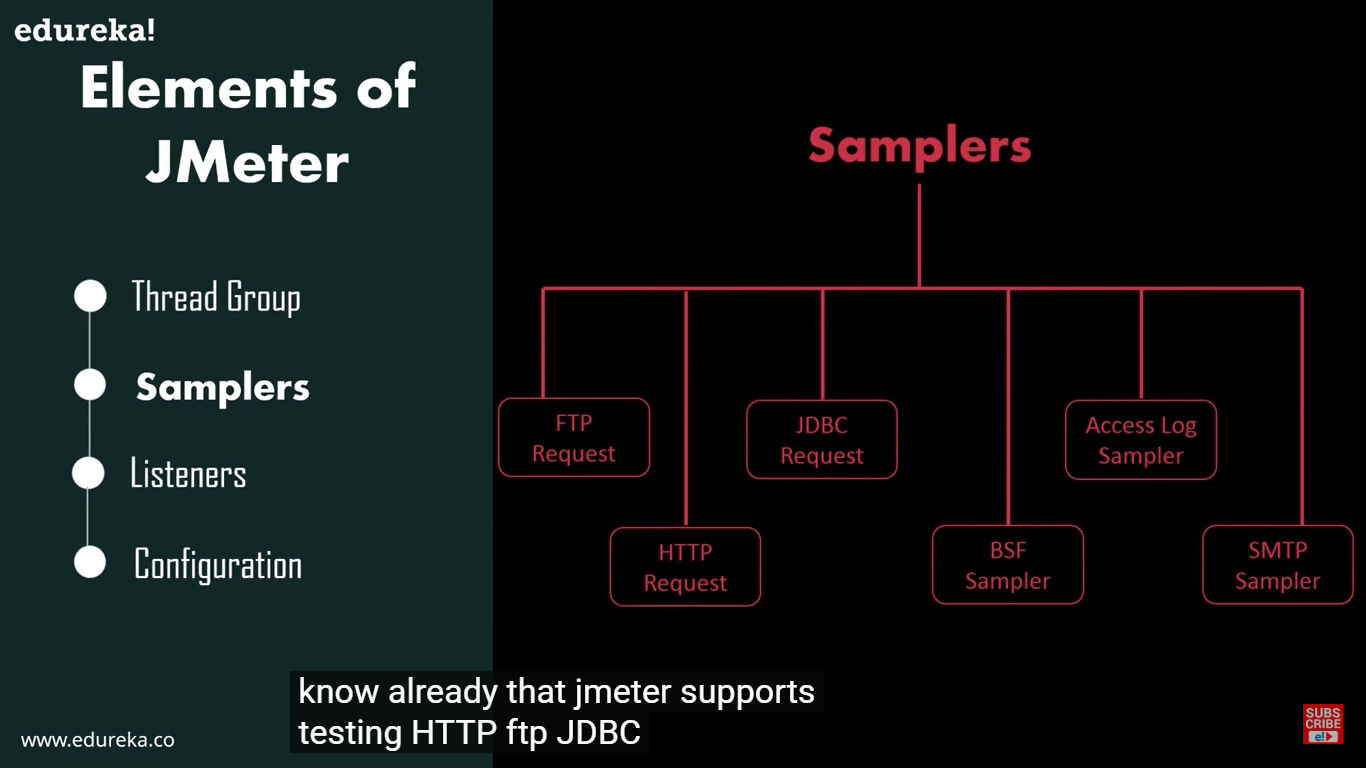 edureka!
Elements of
JMeter
Thread Group
Samplers
Listeners
Configuration
www.edureka.co
Samplers
FTP
Request
HTTP
Request
JDBC
Request
BSF
Sampler
Access Log
Sampler
SMTP
Sampler
know already that jmeter supports
testing HTTP ftp JDBC
SUBS
CRIBE
e!